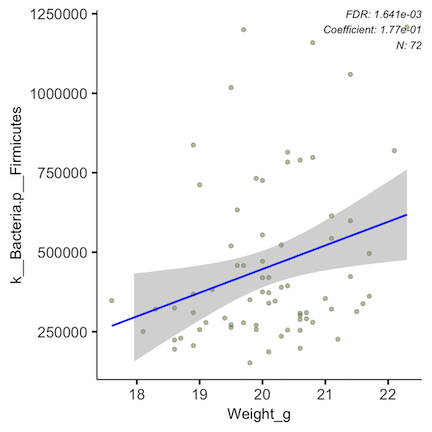 FDR: 1.641e-03
Coefficient: 1.77e-01
N: 72
1250000
1000000
750000
500000
250000
k__Bacteria.p__Firmicutes
18 19 20 21 22
Weight_g